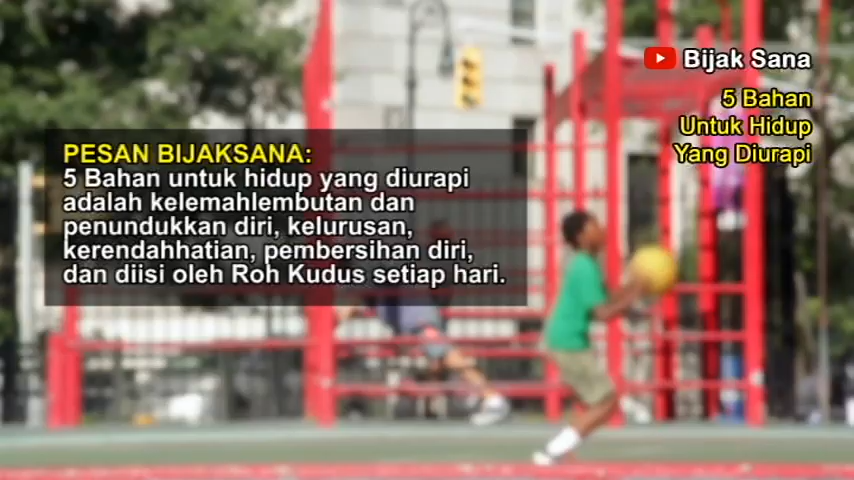 Bijak Sana
5 Bahan
Untuk Hidup
Yang Diurapi
PESAN BIJAKSANA:
5 Bahan untuk hidup yang diurapi
adalah kelemahlembutan dan
penundukkan diri, kelurusan,
kerendahhatian, pembersihan diri,
dan diisi oleh Roh Kudus setiap hari.